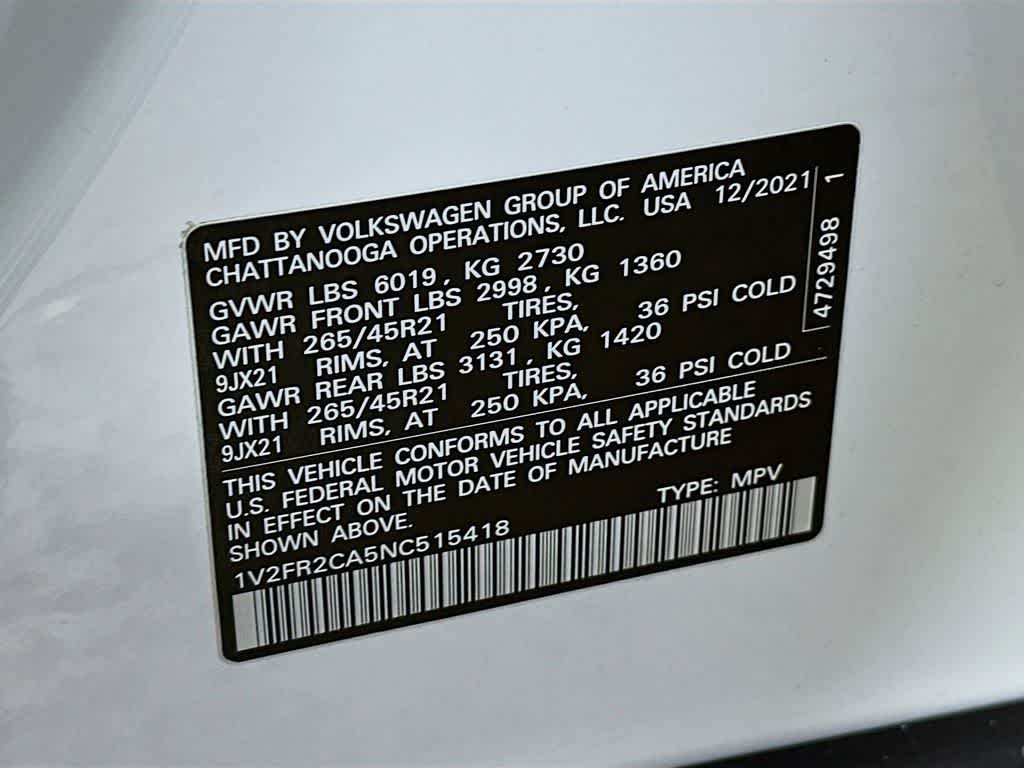 MFD BY VOLKSWAGEN GROUP OF AMERICA
CHATTANOOGA OPERATIONS, LLC. USA 12/2021
GVWR LBS 6019, KG 2730
GAWR FRONT LBS 2998, KG 1360
WITH 265/45R21 TIRES,
9JX21 RIMS, AT 250 KPA, 36 PSI COLD
GAWR REAR LBS 3131, KG 1420
WITH 265/45R21 TIRES,
9JX21 RIMS, AT 250 KPA, 36 PSI COLD
4729498 1
THIS VEHICLE CONFORMS TO ALL APPLICABLE
U.S. FEDERAL MOTOR VEHICLE SAFETY STANDARDS
IN EFFECT ON THE DATE OF MANUFACTURE
SHOWN ABOVE. TYPE: MPV
1V2FR2CA5NC515418